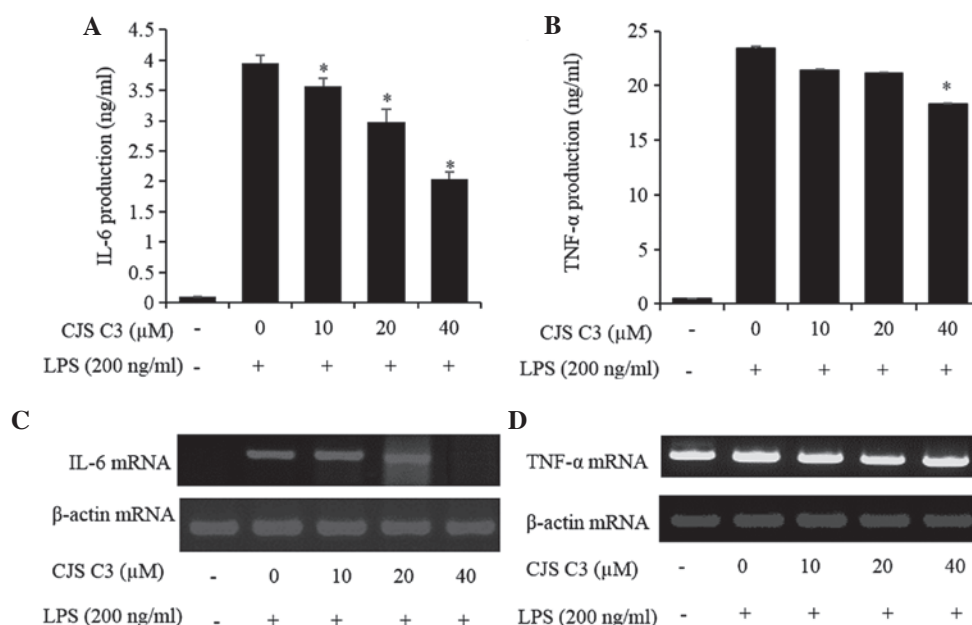 A
IL-6 production (ng/ml)
4.5
4
3.5
3
2.5
2
1.5
1
0.5
0
* * *
CJS C3 (μM) - 0 10 20 40
LPS (200 ng/ml) - + + + +
B
TNF-α production (ng/ml)
25
20
15
10
5
0
*
CJS C3 (μM) - 0 10 20 40
LPS (200 ng/ml) - + + + +
C
IL-6 mRNA
β-actin mRNA
CJS C3 (μM) - 0 10 20 40
LPS (200 ng/ml) - + + + +
D
TNF-α mRNA
β-actin mRNA
CJS C3 (μM) - 0 10 20 40
LPS (200 ng/ml) - + + + +